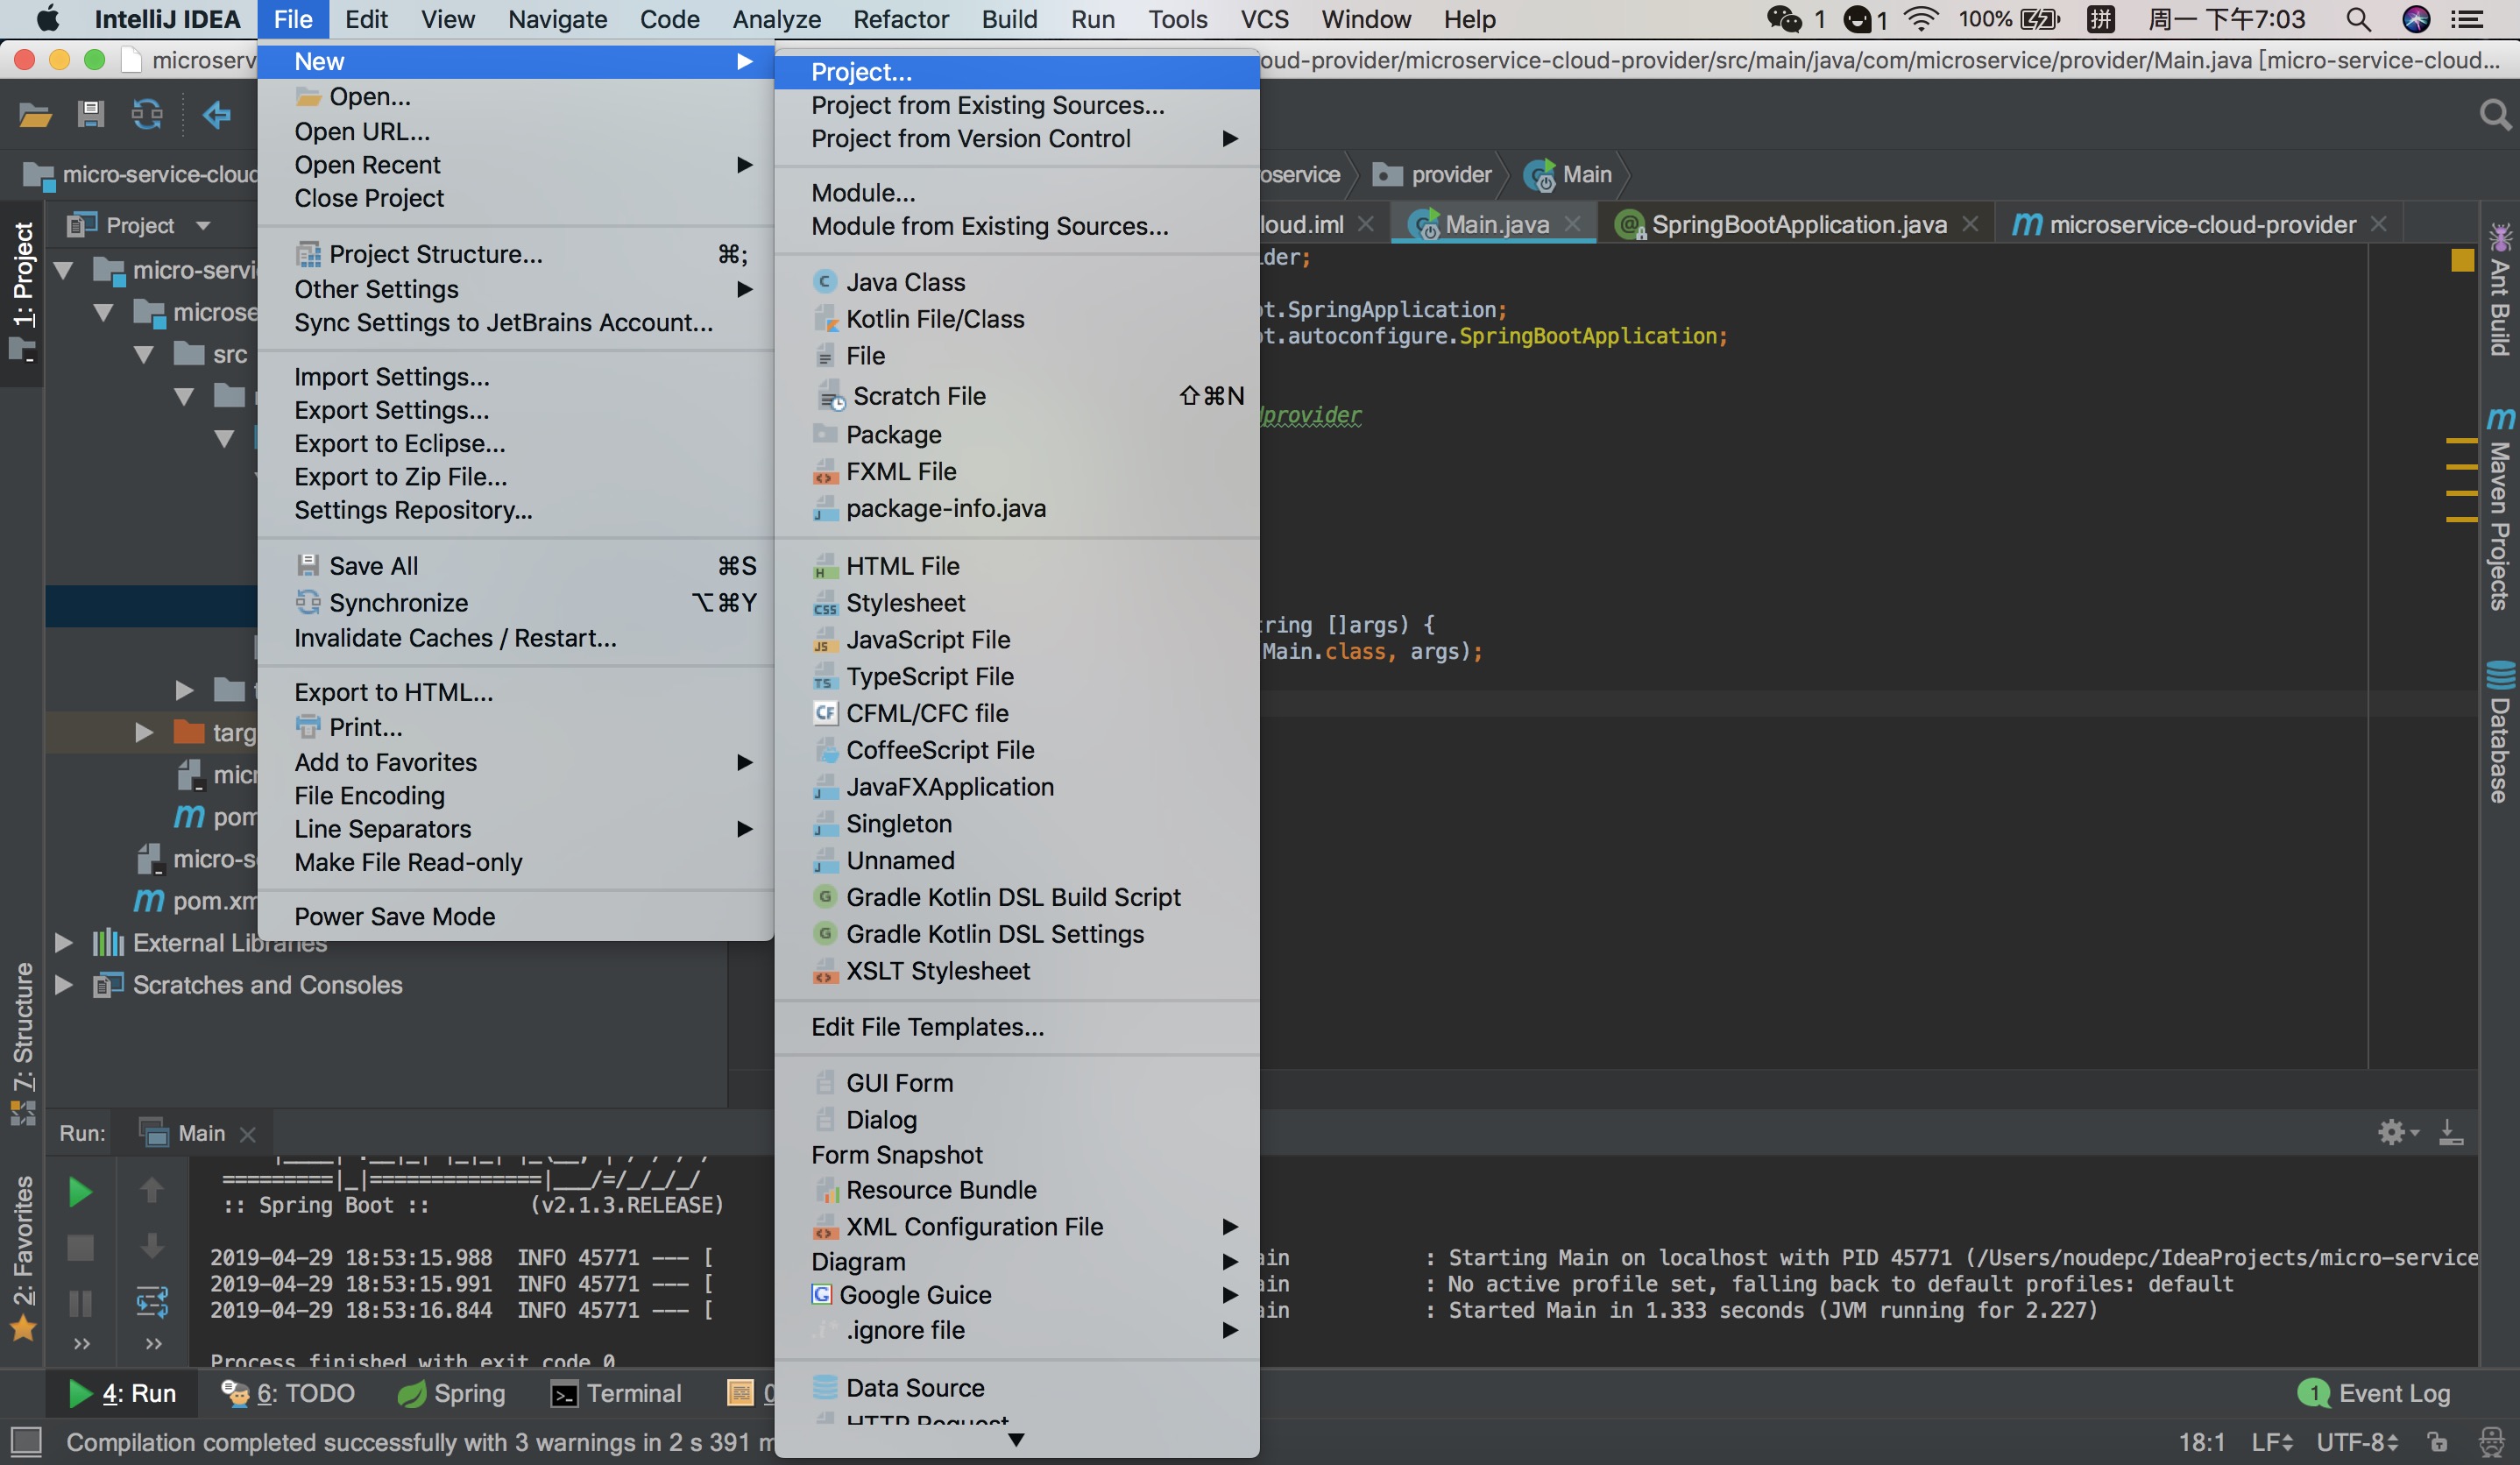 IntelliJ IDEA File Edit View Navigate Code Analyze Refactor Build Run Tools VCS Window Help 1 1 100% 拼 周一 下午7:03
microserv
oud-provider/microservice-cloud-provider/src/main/java/com/microservice/provider/Main.java [micro-service-cloud...
micro-service-cloud
oservice provider Main
Project
loud.iml Main.java SpringBootApplication.java microservice-cloud-provider
1: Project
7: Structure
2: Favorites
micro-servi
microse
src
targ
micr
pom
micro-s
pom.xm
External Libraries
Scratches and Consoles
New
Open...
Open URL...
Open Recent
Close Project
Project Structure... ⌘;
Other Settings
Sync Settings to JetBrains Account...
Import Settings...
Export Settings...
Export to Eclipse...
Export to Zip File...
Settings Repository...
Save All ⌘S
Synchronize ⌥⌘Y
Invalidate Caches / Restart...
Export to HTML...
Print...
Add to Favorites
File Encoding
Line Separators
Make File Read-only
Power Save Mode
Project...
Project from Existing Sources...
Project from Version Control
Module...
Module from Existing Sources...
Java Class
Kotlin File/Class
File
Scratch File ⇧⌘N
Package
FXML File
package-info.java
HTML File
Stylesheet
JavaScript File
TypeScript File
CFML/CFC file
CoffeeScript File
JavaFXApplication
Singleton
Unnamed
Gradle Kotlin DSL Build Script
Gradle Kotlin DSL Settings
XSLT Stylesheet
Edit File Templates...
GUI Form
Dialog
Form Snapshot
Resource Bundle
XML Configuration File
Diagram
Google Guice
.ignore file
Data Source
HTTP Request
der;
ot.SpringApplication;
ot.autoconfigure.SpringBootApplication;
provider
tring []args) {
Main.class, args);
Ant Build
Maven Projects
Database
Run: Main
=========|_|==============|___/=/_/_/_/
:: Spring Boot :: (v2.1.3.RELEASE)
2019-04-29 18:53:15.988 INFO 45771 --- [ ain : Starting Main on localhost with PID 45771 (/Users/noudepc/IdeaProjects/micro-service
2019-04-29 18:53:15.991 INFO 45771 --- [ ain : No active profile set, falling back to default profiles: default
2019-04-29 18:53:16.844 INFO 45771 --- [ ain : Started Main in 1.333 seconds (JVM running for 2.227)
Process finished with exit code 0
4: Run 6: TODO Spring Terminal 0 1 Event Log
Compilation completed successfully with 3 warnings in 2 s 391 m 18:1 LF UTF-8